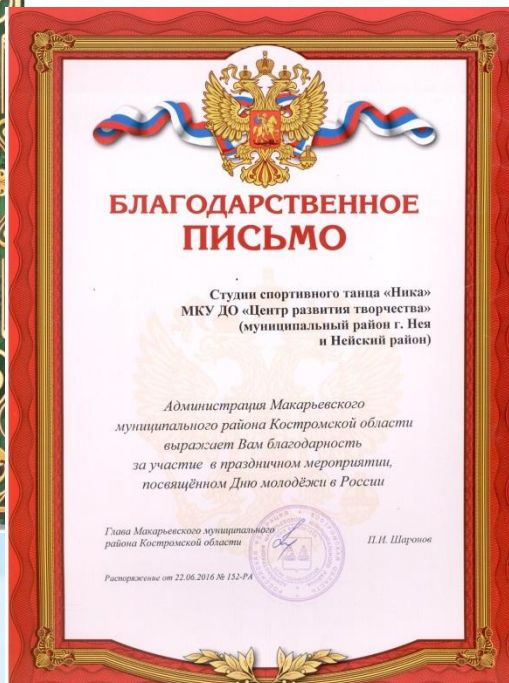 БЛАГОДАРСТВЕННОЕ
ПИСЬМО
Студии спортивного танца «Ника»
МКУ ДО «Центр развития творчества»
(муниципальный район г. Нея
и Нейский район)
Администрация Макарьевского
муниципального района Костромской области
выражает Вам благодарность
за участие в праздничном мероприятии,
посвящённом Дню молодёжи в России
Глава Макарьевского муниципального
района Костромской области П.И. Шаронов
Распоряжение от 22.06.2016 № 152-РА